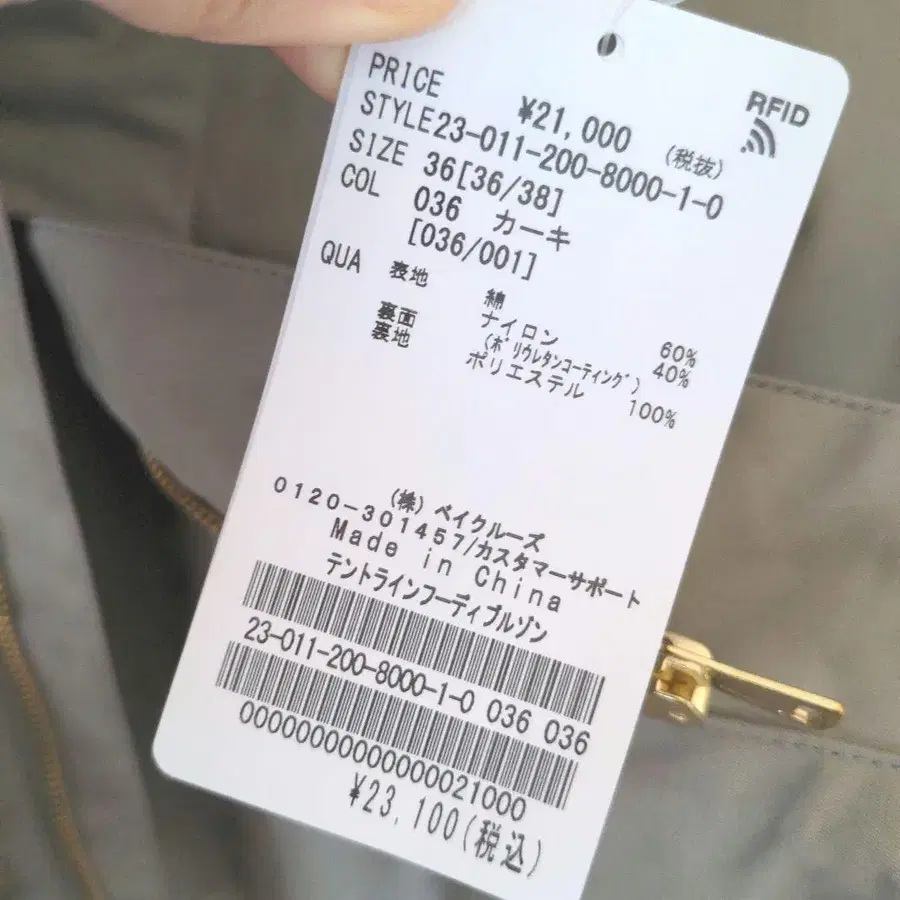 RFID
PRICE ¥21,000 (税抜)
STYLE23-011-200-8000-1-0
SIZE 36[36/38]
COL 036 カーキ
[036/001]
QUA 表地 綿 60%
ナイロン 40%
裏面 (ポリウレタンコーティング)
裏地 ポリエステル 100%
(株)ベイクルーズ
0120-301457/カスタマーサポート
Made in China
テントラインフーディブルゾン
23-011-200-8000-1-0 036 036
0000000000000021000
¥23,100(税込)